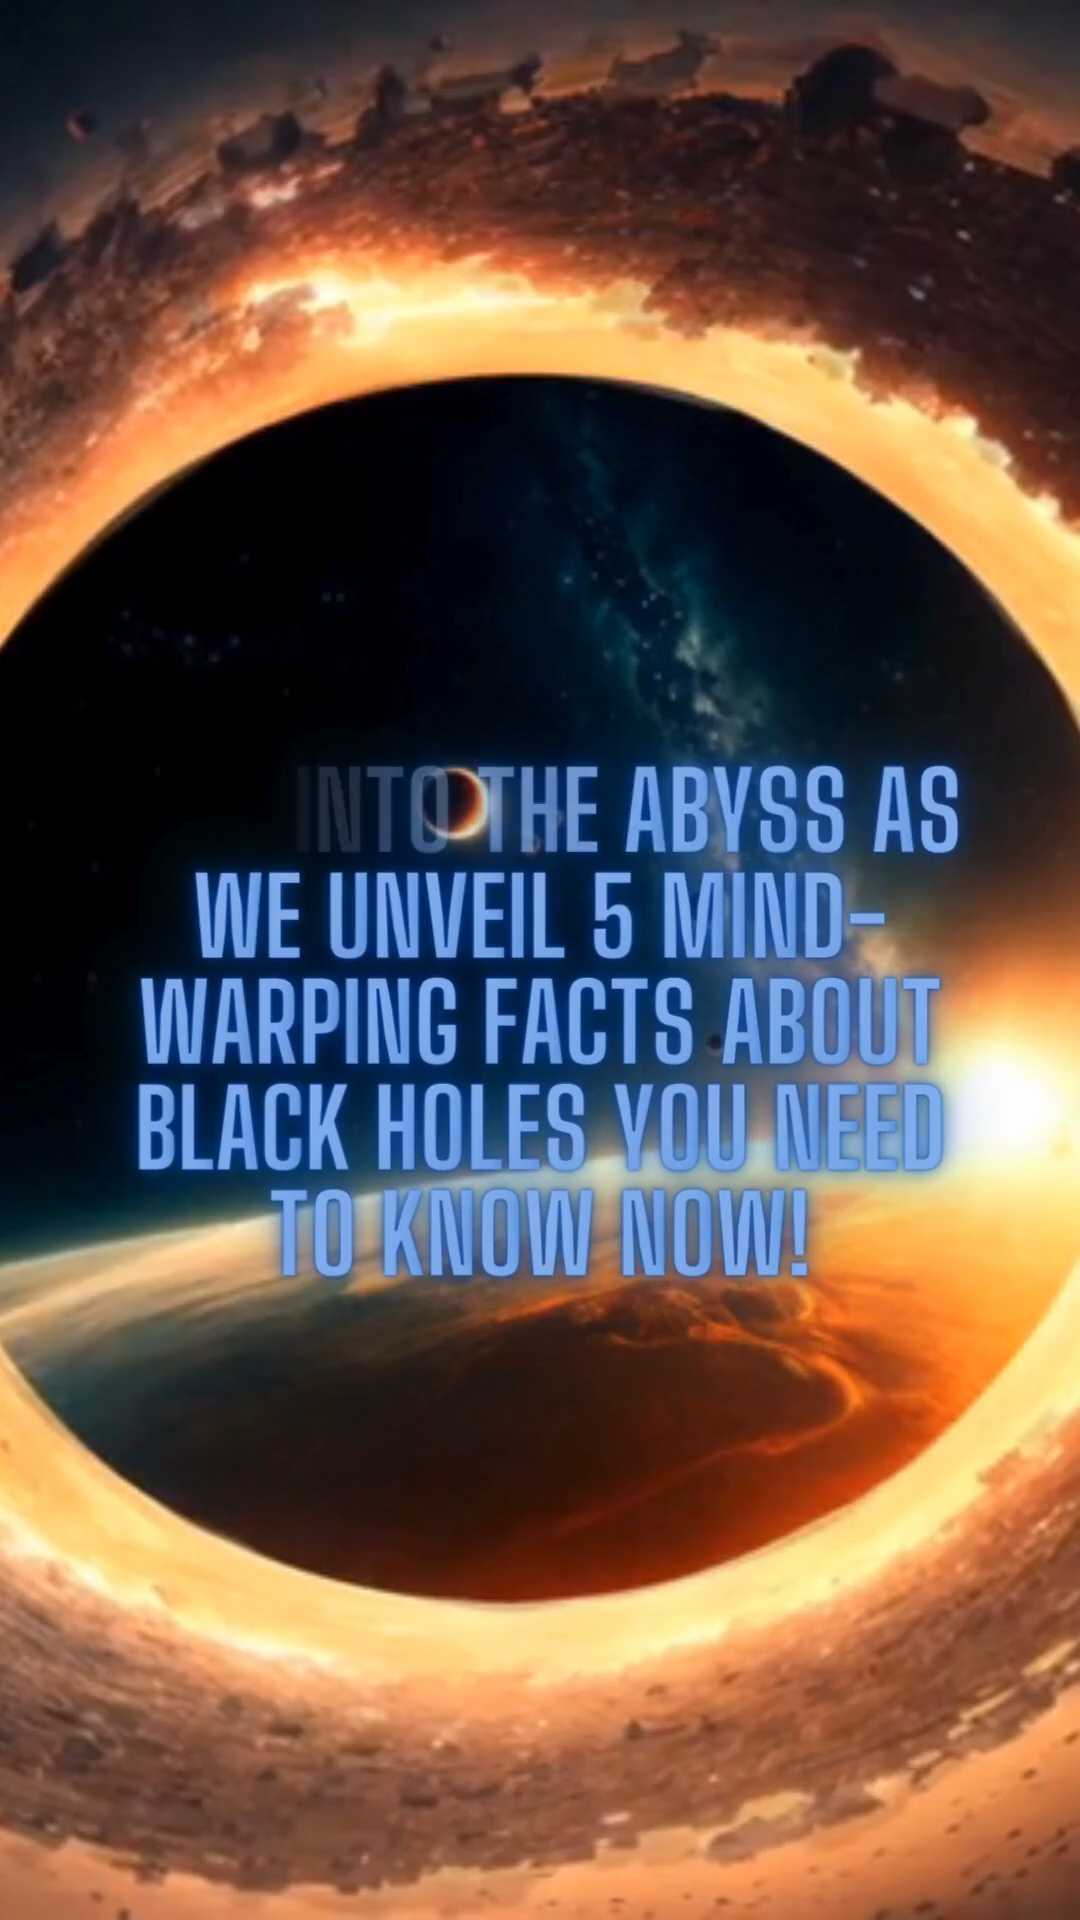 INTO THE ABYSS AS
WE UNVEIL 5 MIND-
WARPING FACTS ABOUT
BLACK HOLES YOU NEED
TO KNOW NOW!